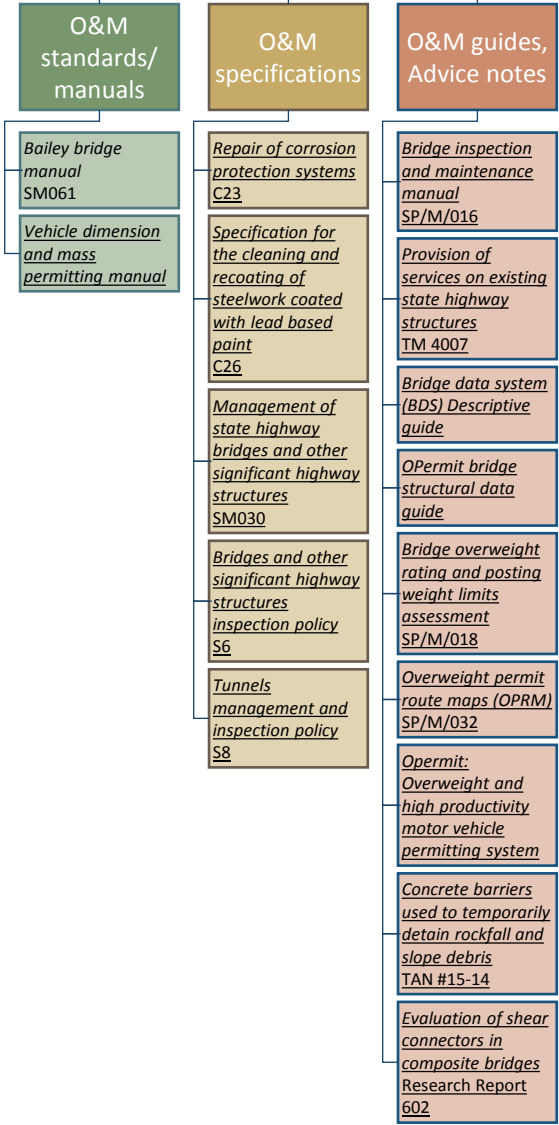 O&M
standards/
manuals
Bailey bridge
manual
SM061
Vehicle dimension
and mass
permitting manual
O&M
specifications
Repair of corrosion
protection systems
C23
Specification for
the cleaning and
recoating of
steelwork coated
with lead based
paint
C26
Management of
state highway
bridges and other
significant highway
structures
SM030
Bridges and other
significant highway
structures
inspection policy
S6
Tunnels
management and
inspection policy
S8
O&M guides,
Advice notes
Bridge inspection
and maintenance
manual
SP/M/016
Provision of
services on existing
state highway
structures
TM 4007
Bridge data system
(BDS) Descriptive
guide
OPermit bridge
structural data
guide
Bridge overweight
rating and posting
weight limits
assessment
SP/M/018
Overweight permit
route maps (OPRM)
SP/M/032
Opermit:
Overweight and
high productivity
motor vehicle
permitting system
Concrete barriers
used to temporarily
detain rockfall and
slope debris
TAN #15-14
Evaluation of shear
connectors in
composite bridges
Research Report
602